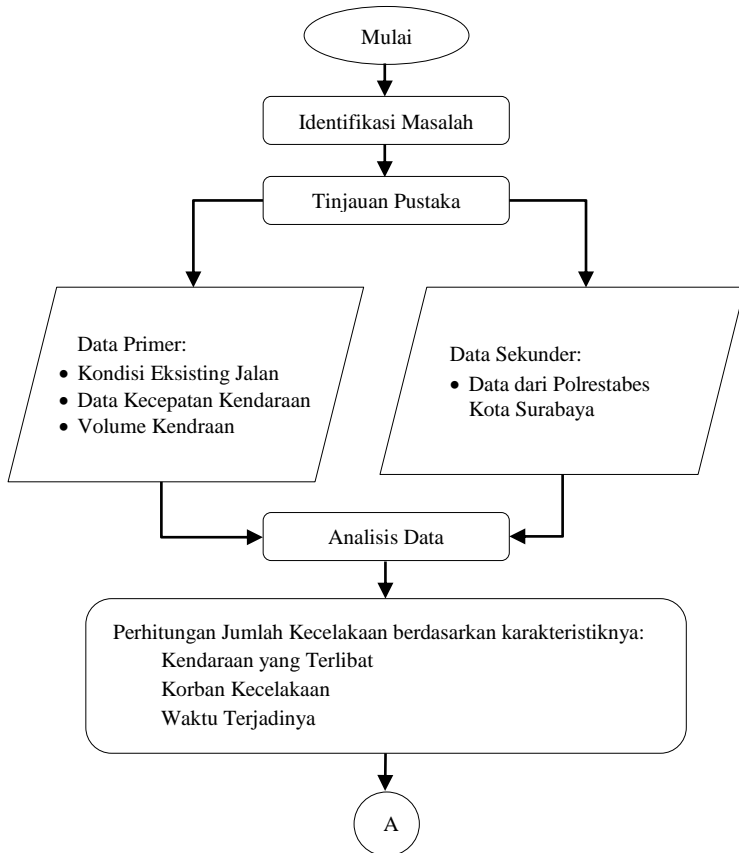 Mulai
Identifikasi Masalah
Tinjauan Pustaka
Data Primer:
• Kondisi Eksisting Jalan
• Data Kecepatan Kendaraan
• Volume Kendraan
Data Sekunder:
• Data dari Polrestabes
Kota Surabaya
Analisis Data
Perhitungan Jumlah Kecelakaan berdasarkan karakteristiknya:
Kendaraan yang Terlibat
Korban Kecelakaan
Waktu Terjadinya
A